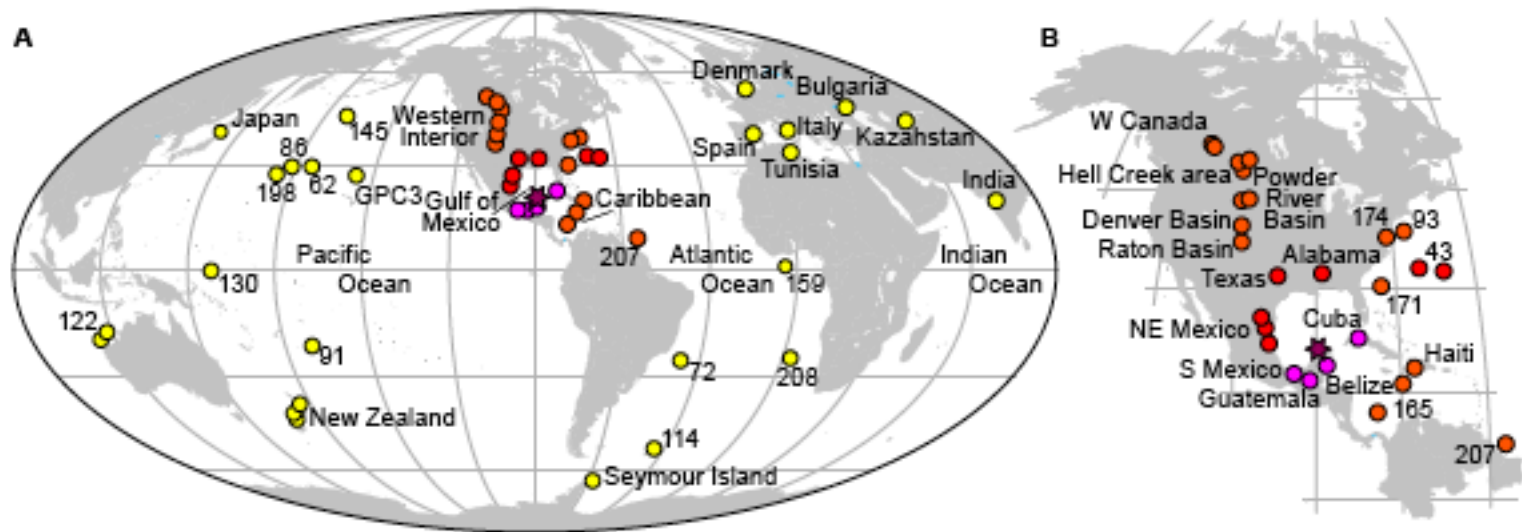 A
Japan
86
198
62
145
GPC3
Western
Interior
Gulf of
Mexico
Caribbean
207
Pacific
Ocean
130
122
91
New Zealand
Denmark
Bulgaria
Spain
Italy
Kazahstan
Tunisia
India
Atlantic
Ocean
159
Indian
Ocean
72
208
114
Seymour Island
B
W Canada
Hell Creek area
Powder
River
Basin
Denver Basin
Raton Basin
174
93
43
Alabama
Texas
171
NE Mexico
Cuba
Haiti
S Mexico
Belize
Guatemala
165
207